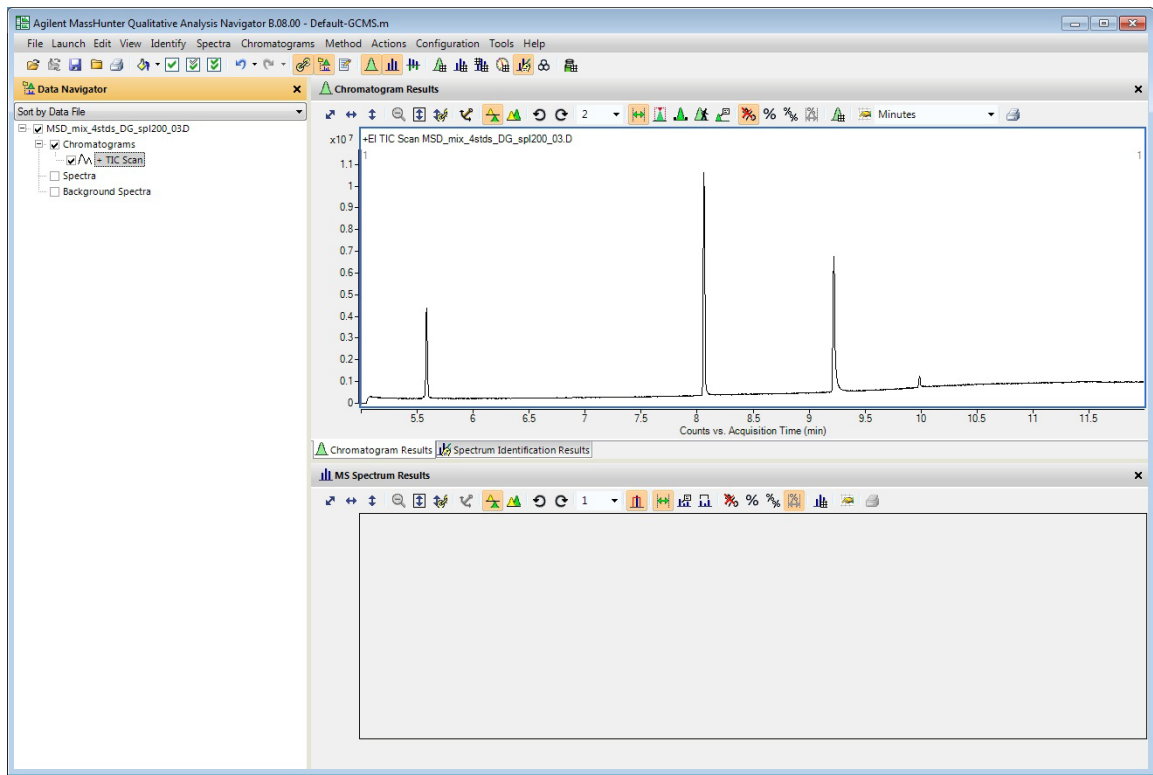 Agilent MassHunter Qualitative Analysis Navigator B.08.00 - Default-GCMS.m
File Launch Edit View Identify Spectra Chromatograms Method Actions Configuration Tools Help
Data Navigator
Sort by Data File
MSD_mix_4stds_DG_spl200_03.D
Chromatograms
+ TIC Scan
Spectra
Background Spectra
Chromatogram Results
2
% Minutes
x10 7 +EI TIC Scan MSD_mix_4stds_DG_spl200_03.D
1 1
1.1
1
0.9
0.8
0.7
0.6
0.5
0.4
0.3
0.2
0.1
0
5.5 6 6.5 7 7.5 8 8.5 9 9.5 10 10.5 11 11.5
Counts vs. Acquisition Time (min)
Chromatogram Results Spectrum Identification Results
MS Spectrum Results
1 %